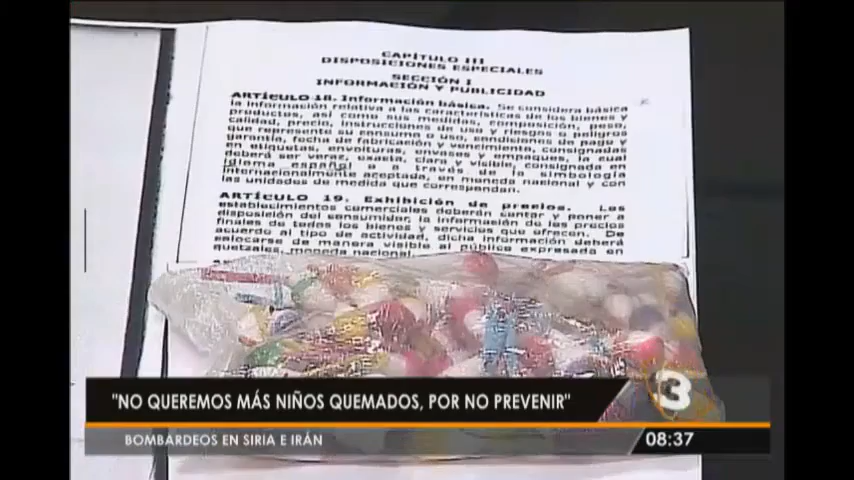 CAPÍTULO III
DISPOSICIONES ESPECIALES
SECCIÓN I
INFORMACIÓN Y PUBLICIDAD
ARTÍCULO 18. Información básica. Se considera básica
la información relativa a las características de los bienes y
productos, así como sus medidas, composición, peso,
calidad, precio, instrucciones de uso y riesgos o peligros
que represente su consumo o uso, condiciones de pago y
garantía, fecha de fabricación y vencimiento, consignadas
en etiquetas, envolturas, envases y empaques, la cual
deberá ser veraz, exacta, clara y visible, consignada en
idioma español o a través de la simbología
internacionalmente aceptada, en moneda nacional y con
las unidades de medida que correspondan.
ARTÍCULO 19. Exhibición de precios. Los
establecimientos comerciales deberán contar y poner a
disposición del consumidor, la información de los precios
finales de todos los bienes y servicios que ofrecen. De
acuerdo al tipo de actividad, dicha información deberá
enlocarse de manera visible al público expresada en
quetzales, moneda nacional.
3
"NO QUEREMOS MÁS NIÑOS QUEMADOS, POR NO PREVENIR"
BOMBARDEOS EN SIRIA E IRÁN
08:37